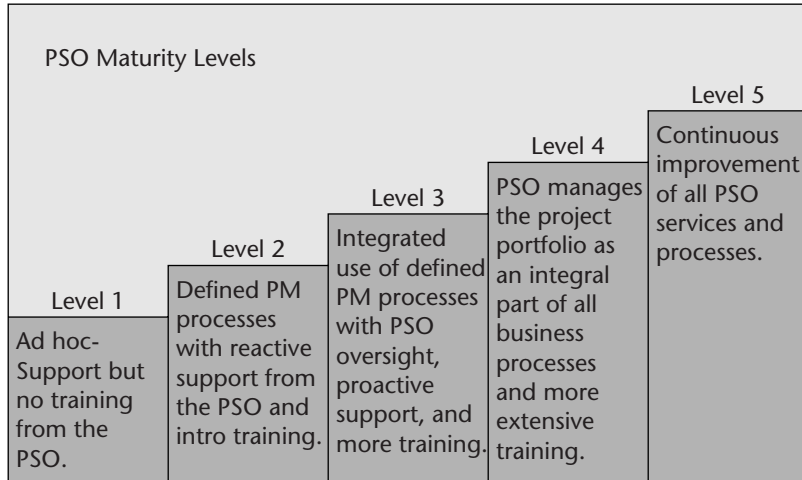 PSO Maturity Levels
Level 1
Ad hoc-
Support but
no training
from the
PSO.
Level 2
Defined PM
processes
with reactive
support from
the PSO and
intro training.
Level 3
Integrated
use of defined
PM processes
with PSO
oversight,
proactive
support, and
more training.
Level 4
PSO manages
the project
portfolio as
an integral
part of all
business
processes
and more
extensive
training.
Level 5
Continuous
improvement
of all PSO
services and
processes.